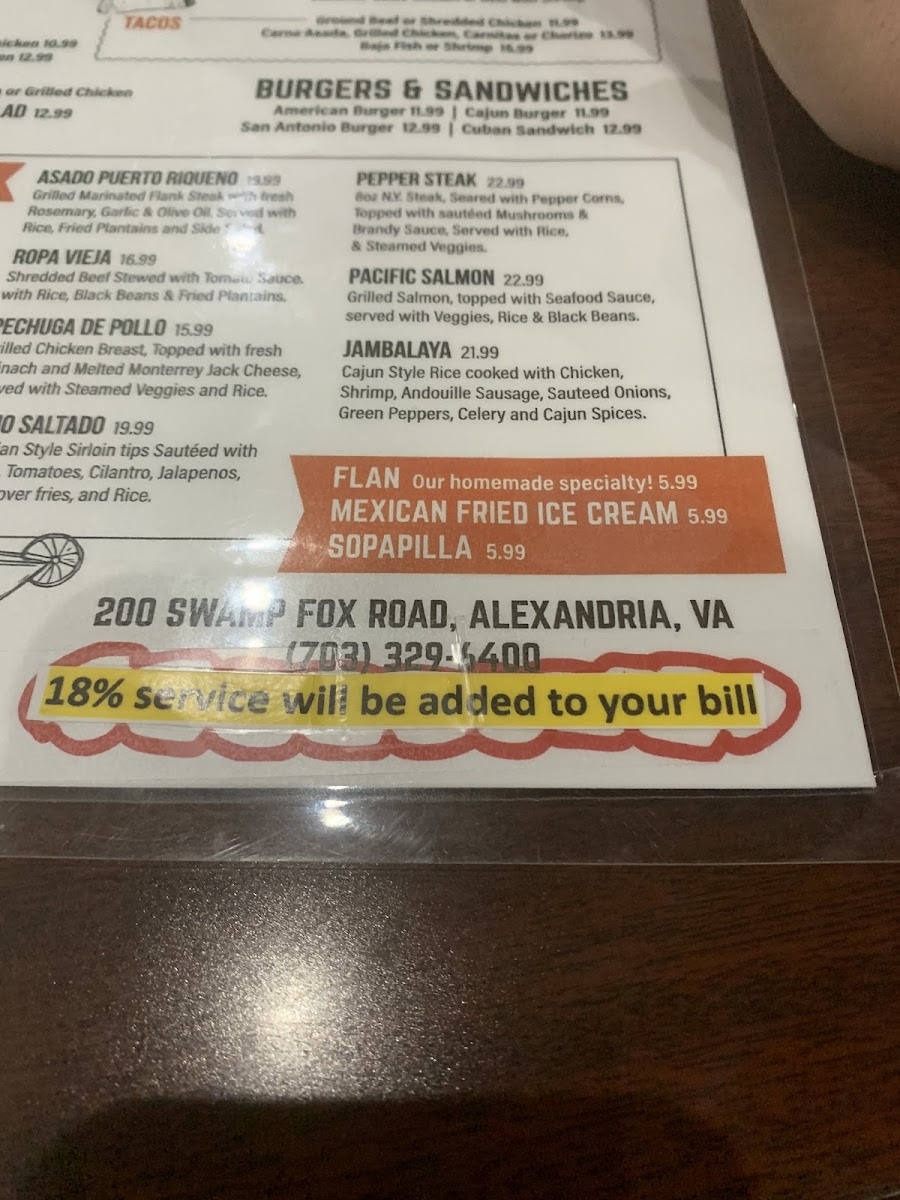 TACOS
Ground Beef or Shredded Chicken 11.99
Carne Asada, Grilled Chicken, Carnitas or Chorizo 13.99
Baja Fish or Shrimp 16.99
10.99
12.99
or Grilled Chicken
12.99
BURGERS & SANDWICHES
American Burger 11.99 | Cajun Burger 11.99
San Antonio Burger 12.99 | Cuban Sandwich 12.99
ASADO PUERTO RIQUENO 19.99
Grilled Marinated Flank Steak with fresh
Rosemary, Garlic & Olive Oil. Served with
Rice, Fried Plantains and Side
ROPA VIEJA 16.99
Shredded Beef Stewed with Tomato Sauce.
with Rice, Black Beans & Fried Plantains.
PECHUGA DE POLLO 15.99
illed Chicken Breast, Topped with fresh
inach and Melted Monterrey Jack Cheese,
ved with Steamed Veggies and Rice.
O SALTADO 19.99
an Style Sirloin tips Sautéed with
Tomatoes, Cilantro, Jalapenos,
over fries, and Rice.
PEPPER STEAK 22.99
8oz N.Y. Steak, Seared with Pepper Corns,
Topped with sautéed Mushrooms &
Brandy Sauce, Served with Rice,
& Steamed Veggies.
PACIFIC SALMON 22.99
Grilled Salmon, topped with Seafood Sauce,
served with Veggies, Rice & Black Beans.
JAMBALAYA 21.99
Cajun Style Rice cooked with Chicken,
Shrimp, Andouille Sausage, Sauteed Onions,
Green Peppers, Celery and Cajun Spices.
FLAN Our homemade specialty! 5.99
MEXICAN FRIED ICE CREAM 5.99
SOPAPILLA 5.99
200 SWAMP FOX ROAD, ALEXANDRIA, VA
(703) 329-6400
18% service will be added to your bill